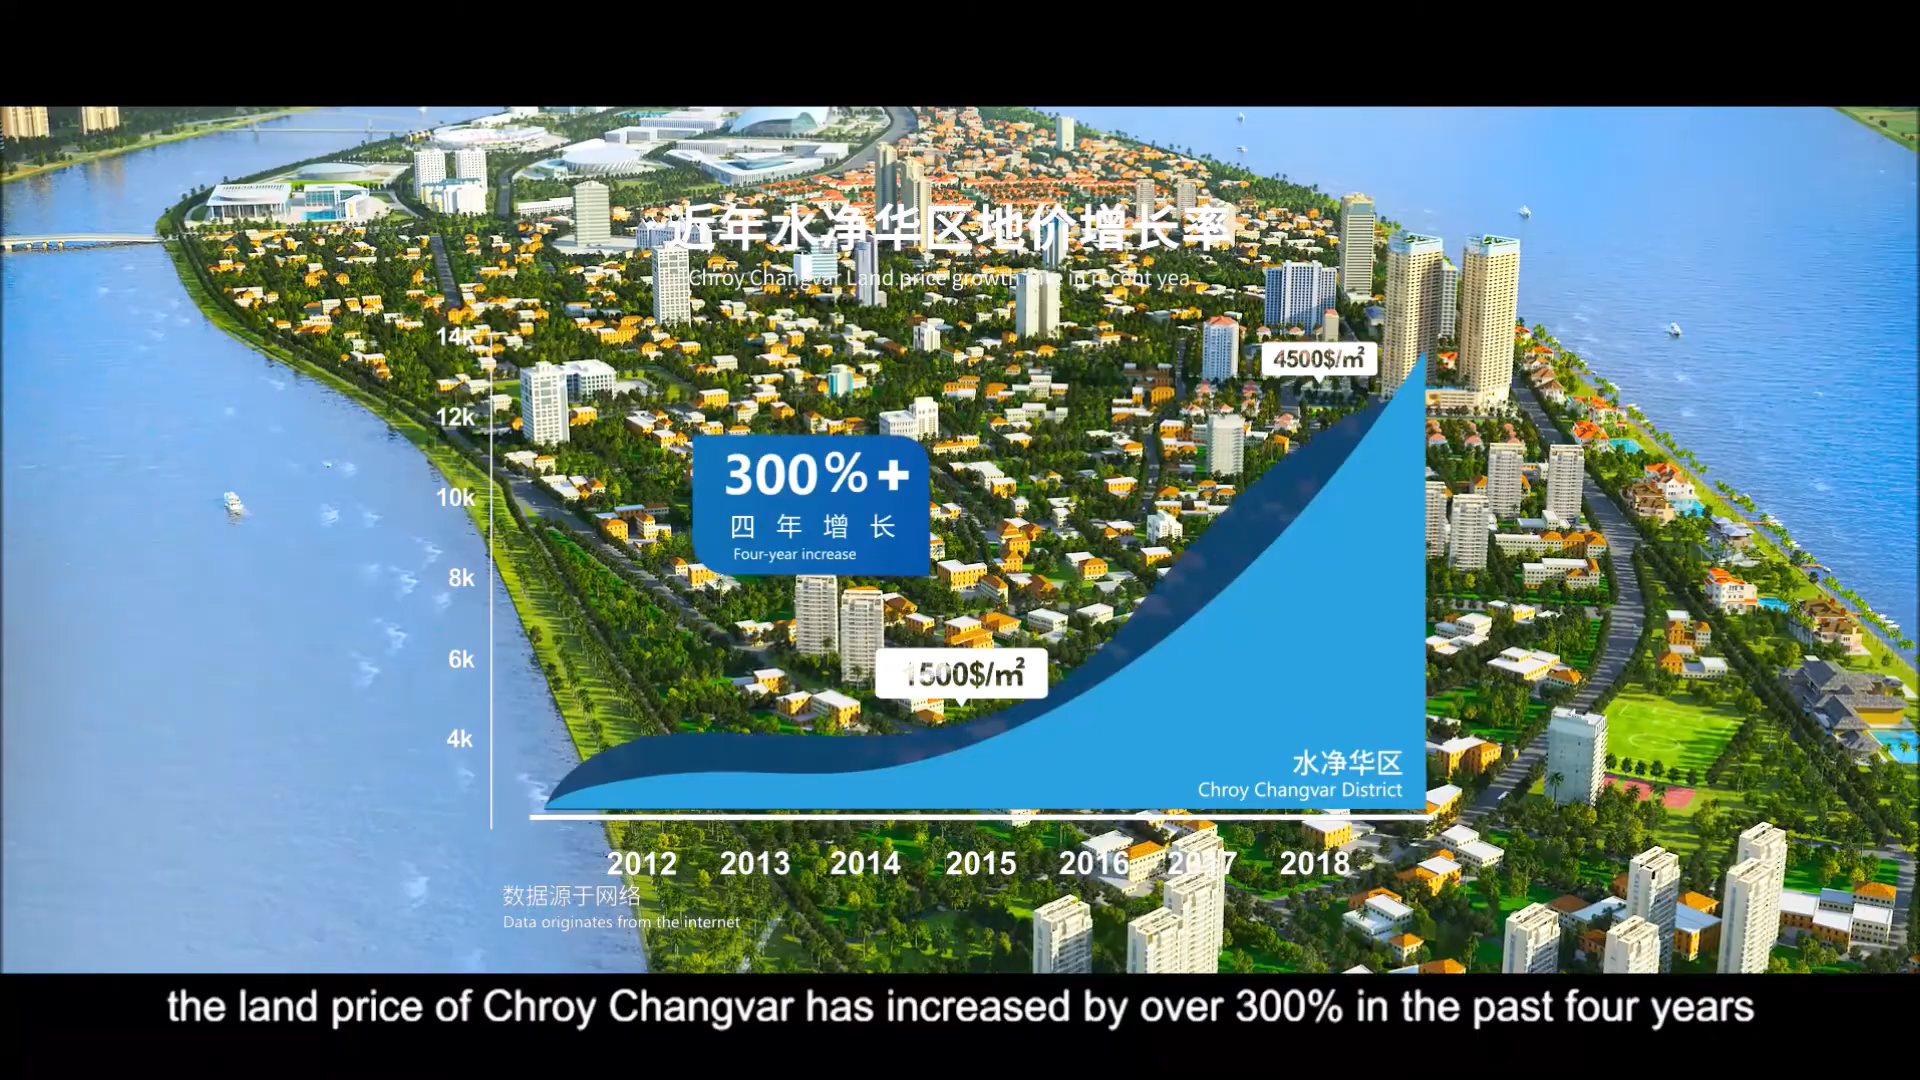 近年水净华区地价增长率
Chroy Changvar Land price growth in recent yea
14k
12k
10k
8k
6k
4k
4500$/㎡
300%+
四年增长
Four-year increase
1500$/㎡
水净华区
Chroy Changvar District
2012 2013 2014 2015 2016 2017 2018
数据源于网络
Data originates from the internet
the land price of Chroy Changvar has increased by over 300% in the past four years